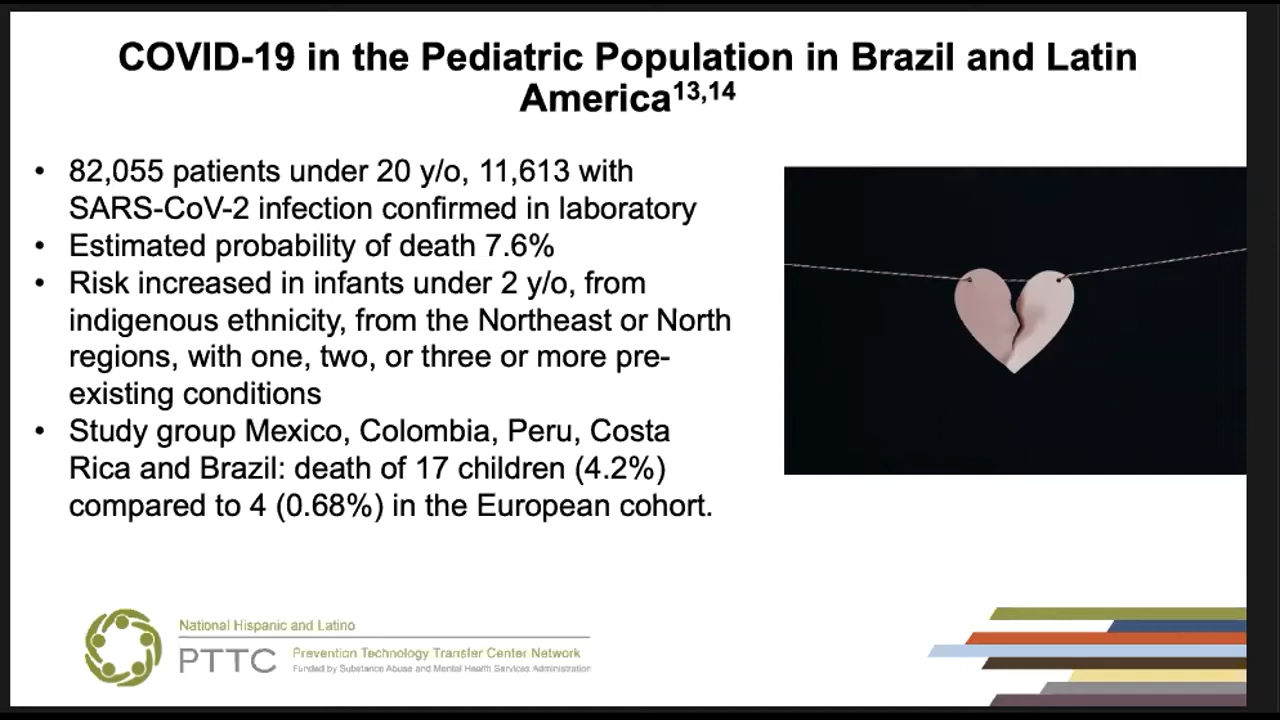 COVID-19 in the Pediatric Population in Brazil and Latin
America13,14
• 82,055 patients under 20 y/o, 11,613 with
SARS-CoV-2 infection confirmed in laboratory
• Estimated probability of death 7.6%
• Risk increased in infants under 2 y/o, from
indigenous ethnicity, from the Northeast or North
regions, with one, two, or three or more pre-
existing conditions
• Study group Mexico, Colombia, Peru, Costa
Rica and Brazil: death of 17 children (4.2%)
compared to 4 (0.68%) in the European cohort.
National Hispanic and Latino
PTTC
Prevention Technology Transfer Center Network
Funded by Substance Abuse and Mental Health Services Administration